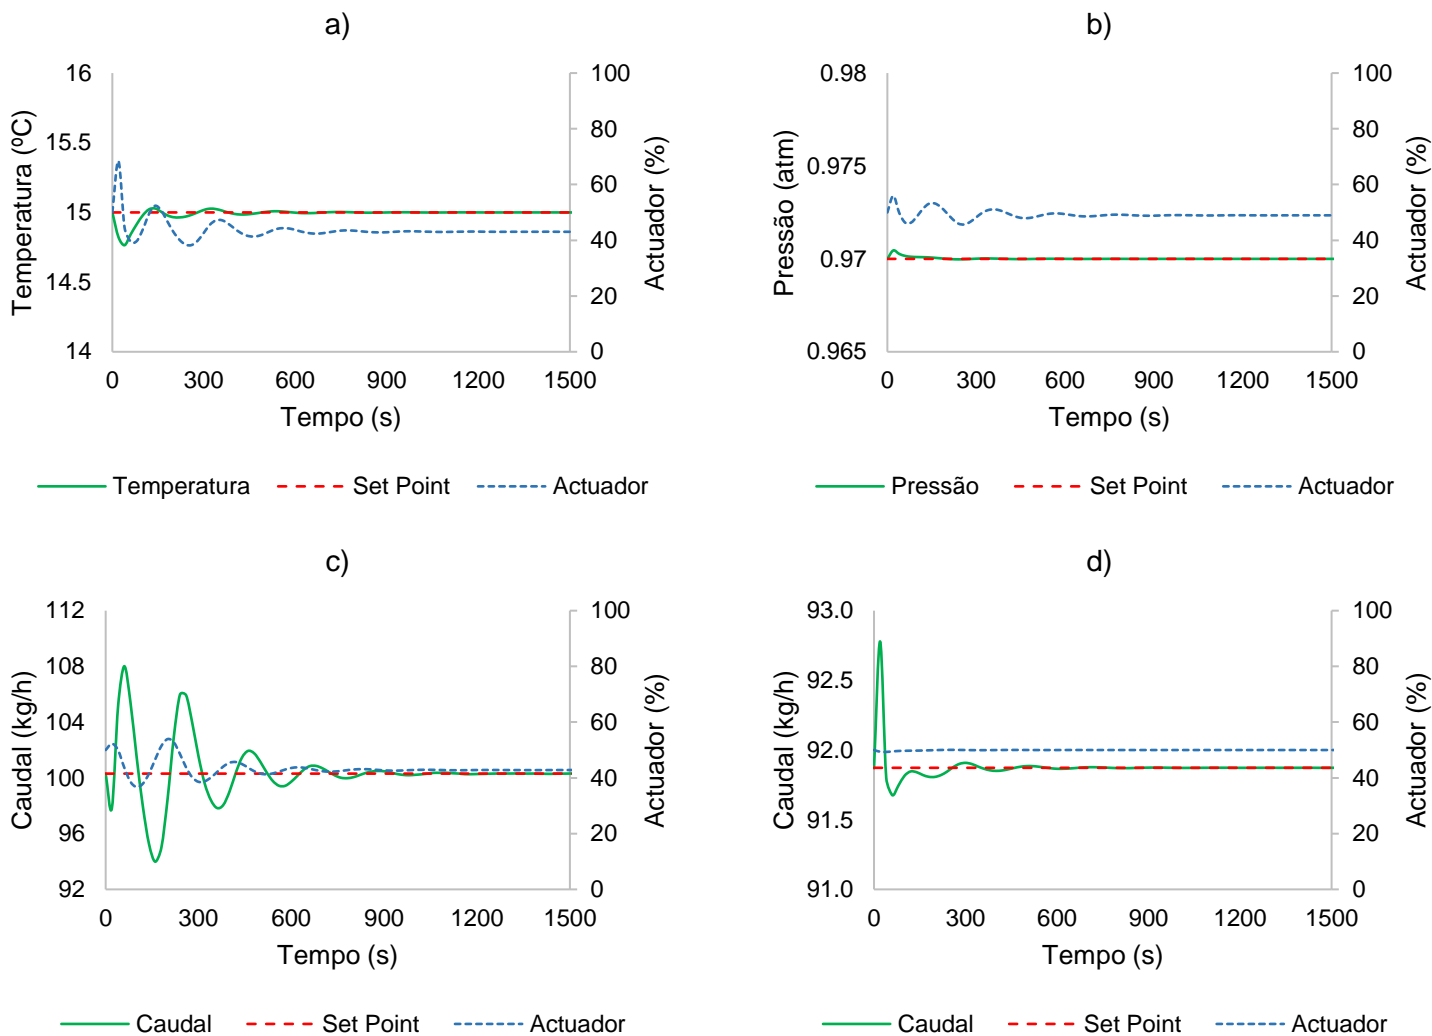 a)
16
15.5
15
14.5
14
Temperatura (ºC)
100
80
60
40
20
0
Actuador (%)
0 300 600 900 1200 1500
Tempo (s)
Temperatura Set Point Actuador
b)
0.98
0.975
0.97
0.965
Pressão (atm)
100
80
60
40
20
0
Actuador (%)
0 300 600 900 1200 1500
Tempo (s)
Pressão Set Point Actuador
c)
112
108
104
100
96
92
Caudal (kg/h)
100
80
60
40
20
0
Actuador (%)
0 300 600 900 1200 1500
Tempo (s)
Caudal Set Point Actuador
d)
93.0
92.5
92.0
91.5
91.0
Caudal (kg/h)
100
80
60
40
20
0
Actuador (%)
0 300 600 900 1200 1500
Tempo (s)
Caudal Set Point Actuador